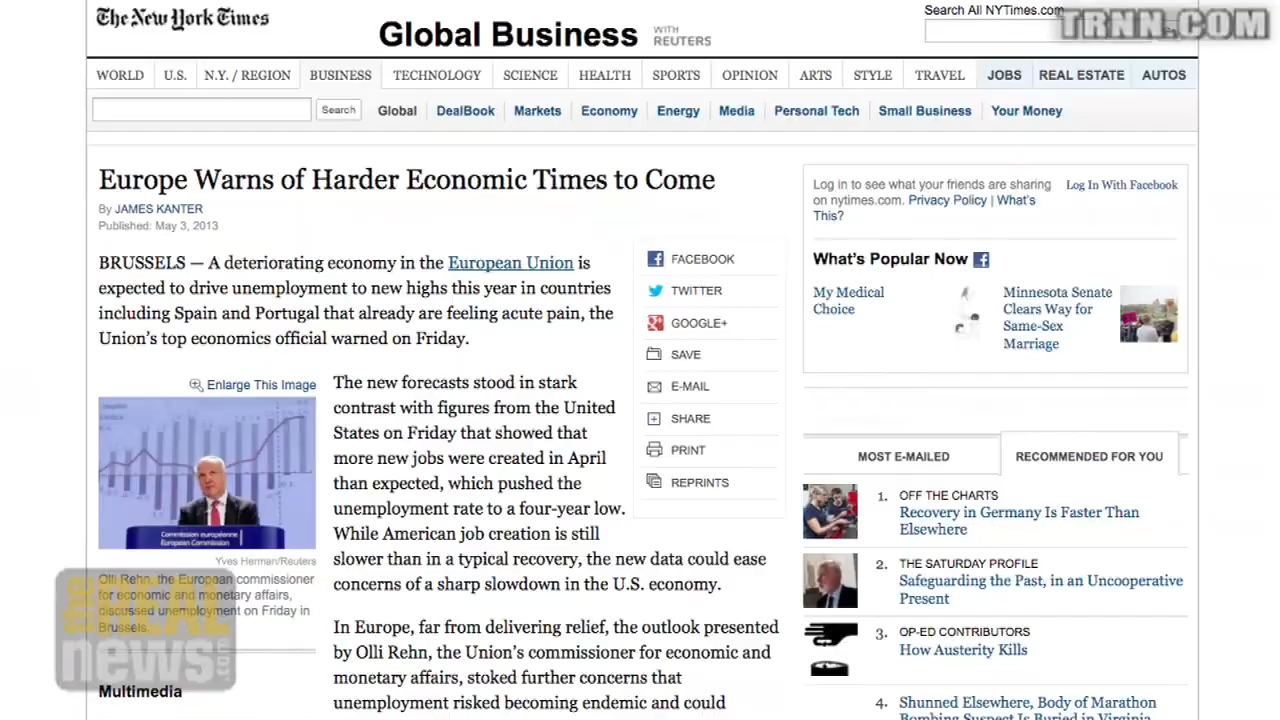 The New York Times
Global Business
WITH
REUTERS
Search All NYTimes.com
TRNN.COM
WORLD U.S. N.Y. / REGION BUSINESS TECHNOLOGY SCIENCE HEALTH SPORTS OPINION ARTS STYLE TRAVEL JOBS REAL ESTATE AUTOS
Search Global DealBook Markets Economy Energy Media Personal Tech Small Business Your Money
Europe Warns of Harder Economic Times to Come
By JAMES KANTER
Published: May 3, 2013
BRUSSELS — A deteriorating economy in the European Union is
expected to drive unemployment to new highs this year in countries
including Spain and Portugal that already are feeling acute pain, the
Union's top economics official warned on Friday.
Enlarge This Image
Commission européenne
European Commission
Yves Herman/Reuters
Olli Rehn, the European commissioner
for economic and monetary affairs,
discussed unemployment on Friday in
Brussels.
the REAL
news.com
Multimedia
The new forecasts stood in stark
contrast with figures from the United
States on Friday that showed that
more new jobs were created in April
than expected, which pushed the
unemployment rate to a four-year low.
While American job creation is still
slower than in a typical recovery, the new data could ease
concerns of a sharp slowdown in the U.S. economy.
In Europe, far from delivering relief, the outlook presented
by Olli Rehn, the Union's commissioner for economic and
monetary affairs, stoked further concerns that
unemployment risked becoming endemic and could
FACEBOOK
TWITTER
GOOGLE+
SAVE
E-MAIL
SHARE
PRINT
REPRINTS
Log in to see what your friends are sharing
on nytimes.com. Privacy Policy | What's
This?
Log In With Facebook
What's Popular Now
My Medical
Choice
Minnesota Senate
Clears Way for
Same-Sex
Marriage
MOST E-MAILED
RECOMMENDED FOR YOU
1. OFF THE CHARTS
Recovery in Germany Is Faster Than
Elsewhere
2. THE SATURDAY PROFILE
Safeguarding the Past, in an Uncooperative
Present
3. OP-ED CONTRIBUTORS
How Austerity Kills
4. Shunned Elsewhere, Body of Marathon
Bombing Suspect Is Buried in Virginia